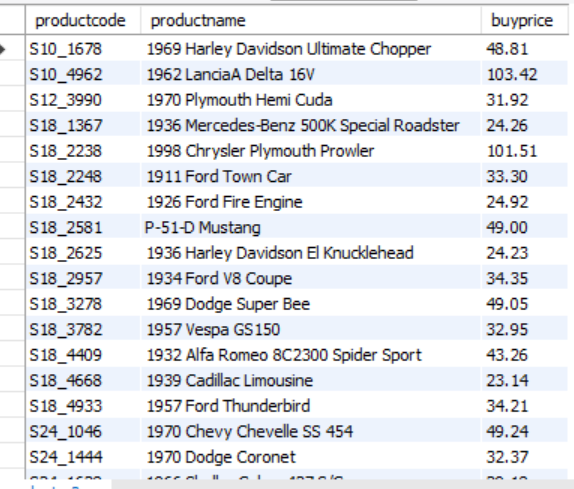 productcode productname buyprice
S10_1678 1969 Harley Davidson Ultimate Chopper 48.81
S10_4962 1962 LanciaA Delta 16V 103.42
S12_3990 1970 Plymouth Hemi Cuda 31.92
S18_1367 1936 Mercedes-Benz 500K Special Roadster 24.26
S18_2238 1998 Chrysler Plymouth Prowler 101.51
S18_2248 1911 Ford Town Car 33.30
S18_2432 1926 Ford Fire Engine 24.92
S18_2581 P-51-D Mustang 49.00
S18_2625 1936 Harley Davidson El Knucklehead 24.23
S18_2957 1934 Ford V8 Coupe 34.35
S18_3278 1969 Dodge Super Bee 49.05
S18_3782 1957 Vespa GS150 32.95
S18_4409 1932 Alfa Romeo 8C2300 Spider Sport 43.26
S18_4668 1939 Cadillac Limousine 23.14
S18_4933 1957 Ford Thunderbird 34.21
S24_1046 1970 Chevy Chevelle SS 454 49.24
S24_1444 1970 Dodge Coronet 32.37